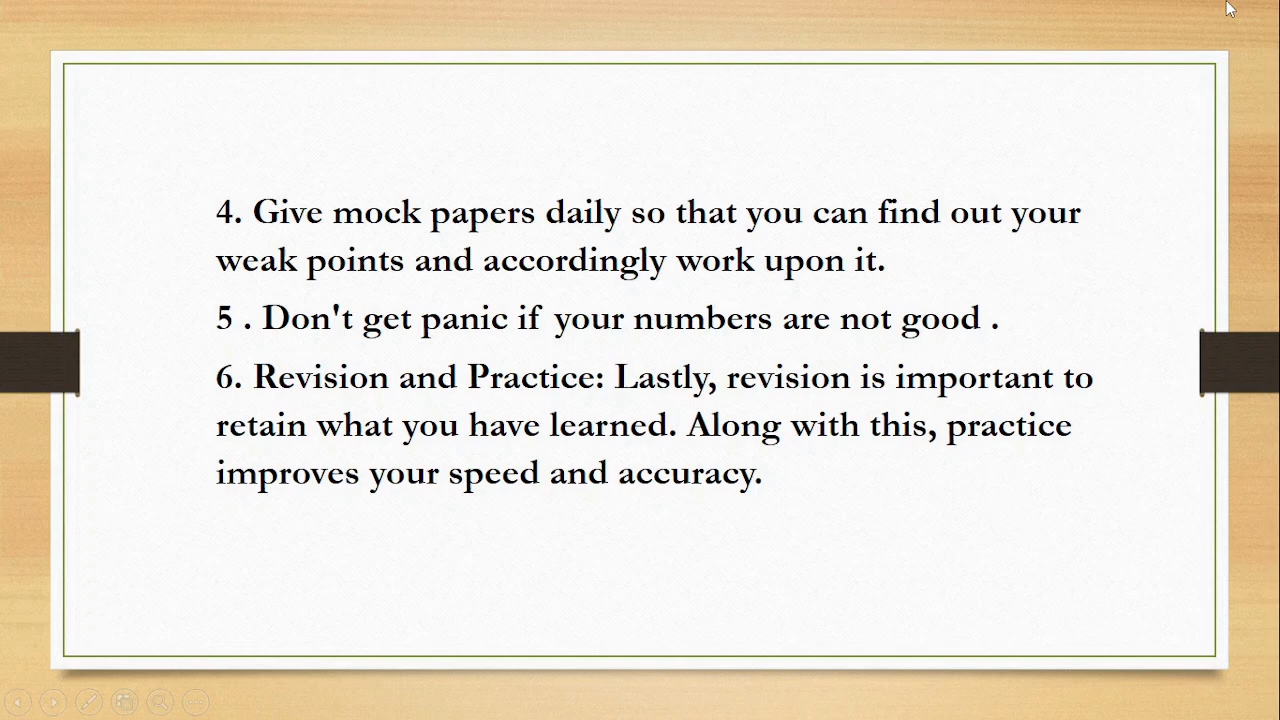 4. Give mock papers daily so that you can find out your
weak points and accordingly work upon it.
5 . Don't get panic if your numbers are not good .
6. Revision and Practice: Lastly, revision is important to
retain what you have learned. Along with this, practice
improves your speed and accuracy.